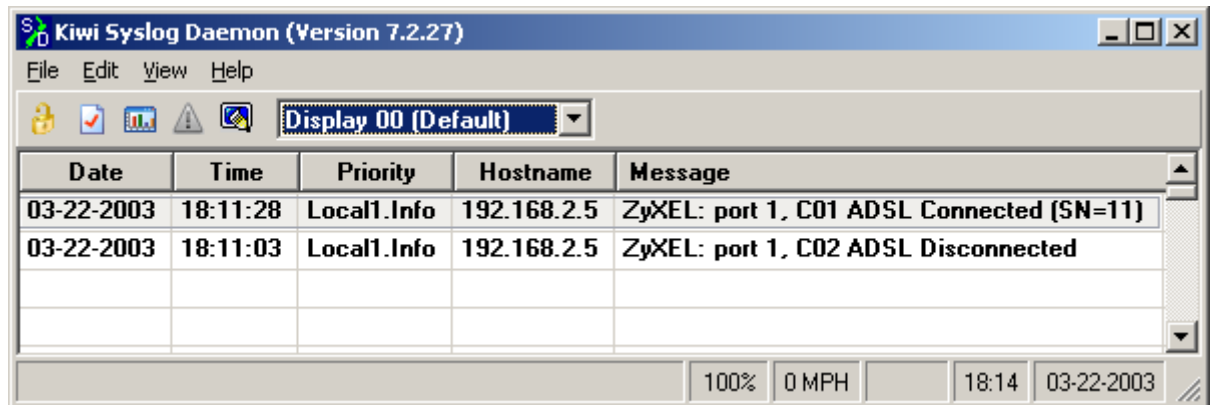 Kiwi Syslog Daemon (Version 7.2.27)
File Edit View Help
Display 00 (Default)
Date Time Priority Hostname Message
03-22-2003 18:11:28 Local1.Info 192.168.2.5 ZyXEL: port 1, C01 ADSL Connected (SN=11)
03-22-2003 18:11:03 Local1.Info 192.168.2.5 ZyXEL: port 1, C02 ADSL Disconnected
100% 0 MPH 18:14 03-22-2003